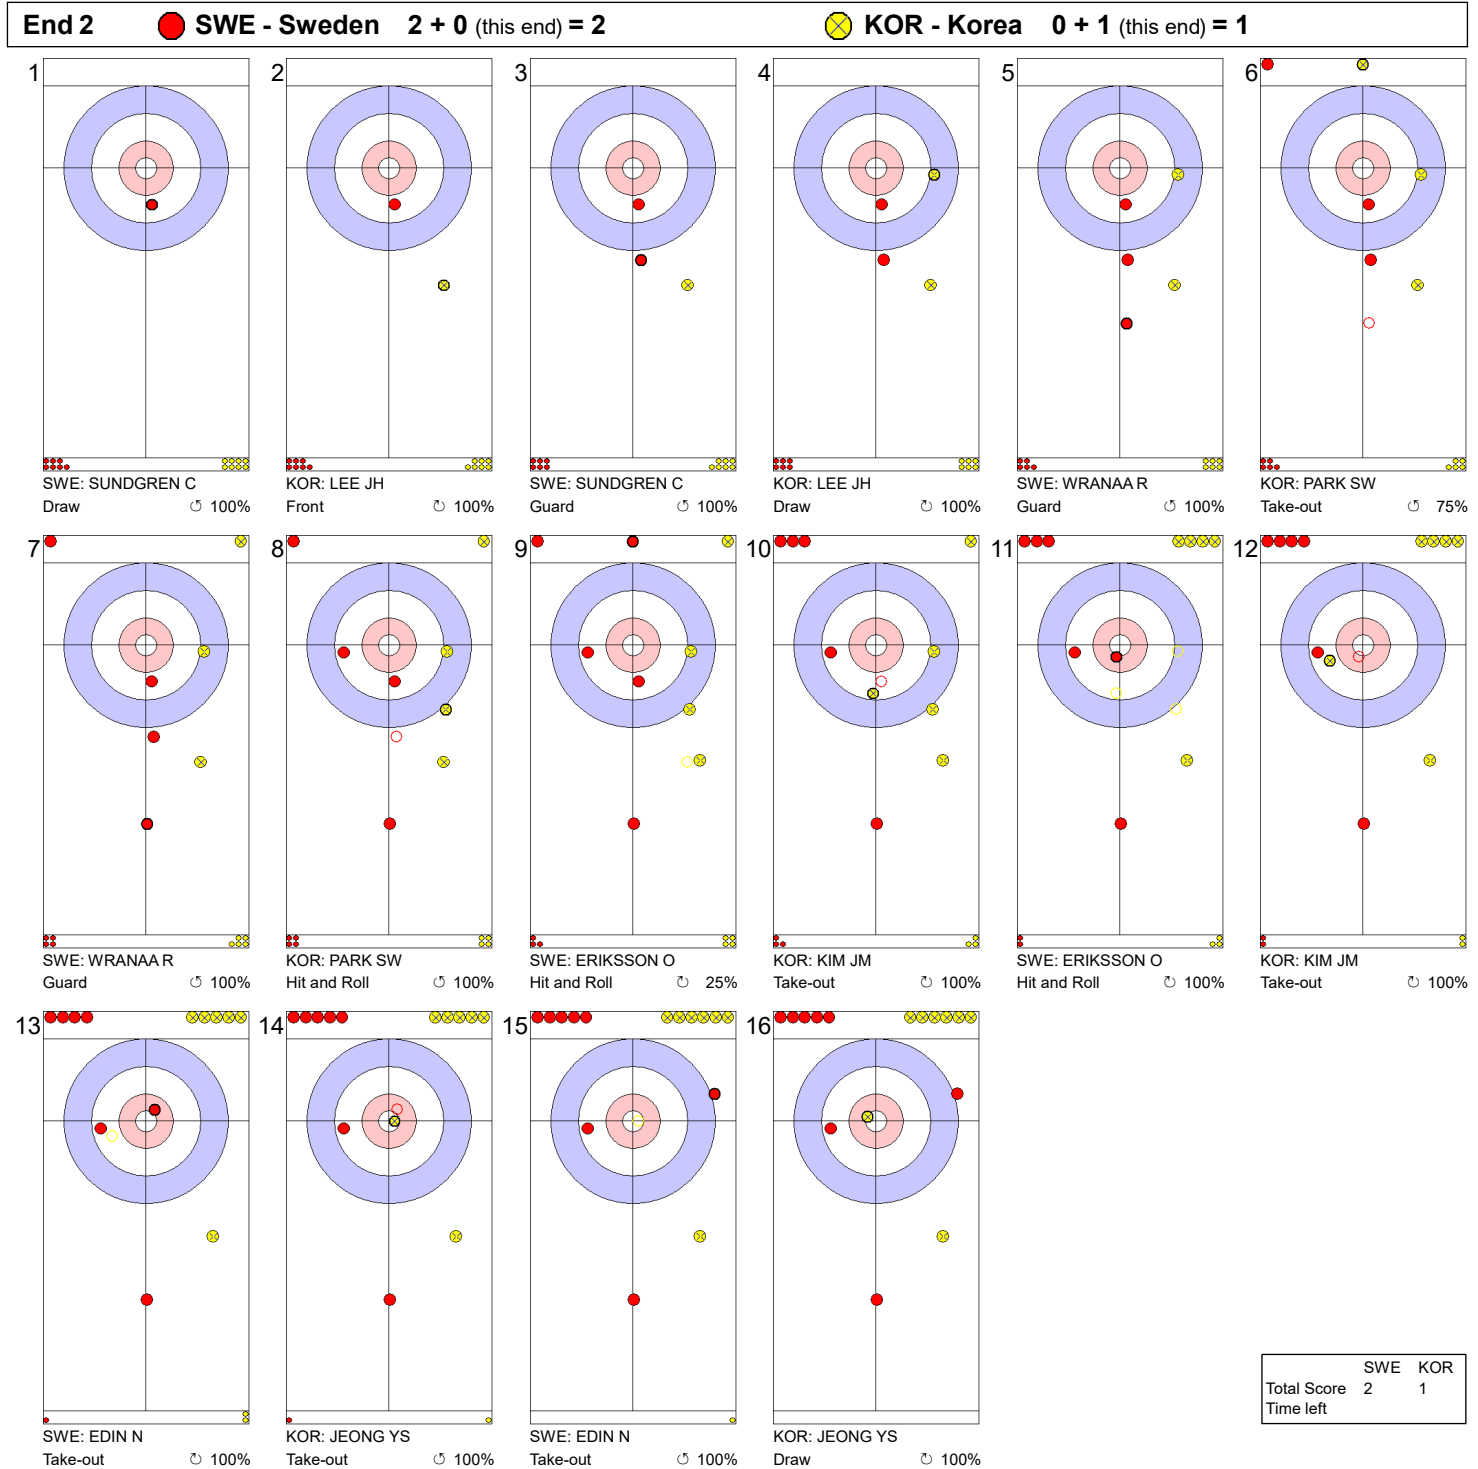 End 2 SWE - Sweden 2 + 0 (this end) = 2 KOR - Korea 0 + 1 (this end) = 1
1 2 3 4 5 6
SWE: SUNDGREN C KOR: LEE JH SWE: SUNDGREN C KOR: LEE JH SWE: WRANAA R KOR: PARK SW
Draw ↺ 100% Front ↻ 100% Guard ↺ 100% Draw ↺ 100% Guard ↺ 100% Take-out ↺ 75%
7 8 9 10 11 12
SWE: WRANAA R KOR: PARK SW SWE: ERIKSSON O KOR: KIM JM SWE: ERIKSSON O KOR: KIM JM
Guard ↺ 100% Hit and Roll ↻ 100% Hit and Roll ↻ 25% Take-out ↻ 100% Hit and Roll ↻ 100% Take-out ↻ 100%
13 14 15 16
SWE: EDIN N KOR: JEONG YS SWE: EDIN N KOR: JEONG YS
Take-out ↻ 100% Take-out ↻ 100% Take-out ↺ 100% Draw ↻ 100%
SWE KOR
Total Score 2 1
Time left